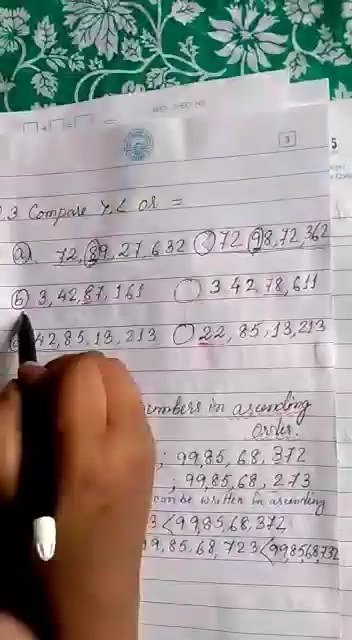 3
5
.3 Compare >, < or =
(a) 72,89,27,632 < 72 98,72,362
(b) 3,42,87,161 ○ 3 42,78,611
42,85,13,213 ○ 22,85,13,213
numbers in ascending
order.
; 99,85,68,372
; 99,85,68,273
can be written in ascending
3<99,85,68,372
99,85,68,723<99,85,68,732